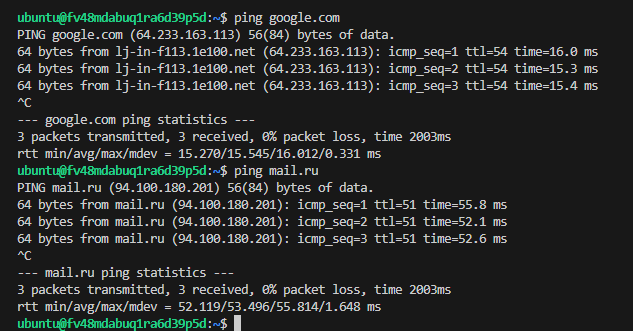 ubuntu@fv48mdabuq1ra6d39p5d:~$ ping google.com
PING google.com (64.233.163.113) 56(84) bytes of data.
64 bytes from lj-in-f113.1e100.net (64.233.163.113): icmp_seq=1 ttl=54 time=16.0 ms
64 bytes from lj-in-f113.1e100.net (64.233.163.113): icmp_seq=2 ttl=54 time=15.3 ms
64 bytes from lj-in-f113.1e100.net (64.233.163.113): icmp_seq=3 ttl=54 time=15.4 ms
^C
--- google.com ping statistics ---
3 packets transmitted, 3 received, 0% packet loss, time 2003ms
rtt min/avg/max/mdev = 15.270/15.545/16.012/0.331 ms
ubuntu@fv48mdabuq1ra6d39p5d:~$ ping mail.ru
PING mail.ru (94.100.180.201) 56(84) bytes of data.
64 bytes from mail.ru (94.100.180.201): icmp_seq=1 ttl=51 time=55.8 ms
64 bytes from mail.ru (94.100.180.201): icmp_seq=2 ttl=51 time=52.1 ms
64 bytes from mail.ru (94.100.180.201): icmp_seq=3 ttl=51 time=52.6 ms
^C
--- mail.ru ping statistics ---
3 packets transmitted, 3 received, 0% packet loss, time 2003ms
rtt min/avg/max/mdev = 52.119/53.496/55.814/1.648 ms
ubuntu@fv48mdabuq1ra6d39p5d:~$